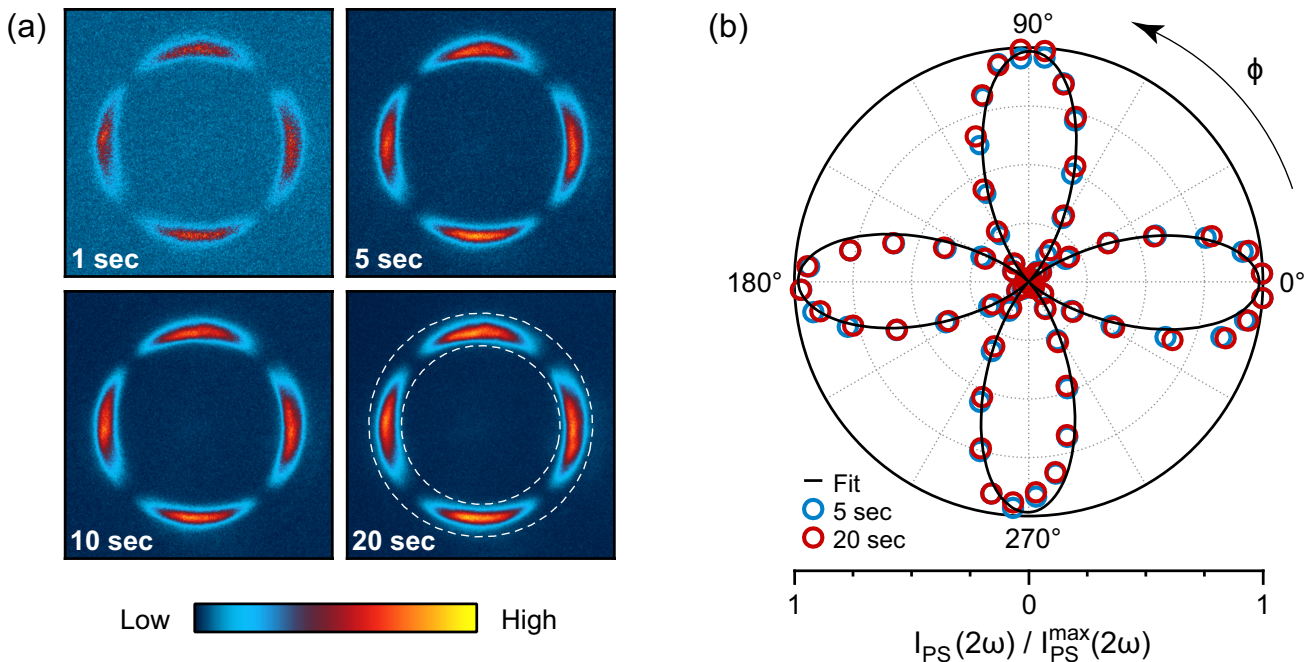 (a)
1 sec
5 sec
10 sec
20 sec
Low
High
(b)
90°
ϕ
180°
0°
270°
Fit
5 sec
20 sec
1
0
1
I_PS(2ω) / I_PS^max(2ω)